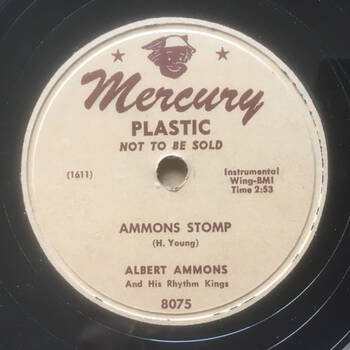 Mercury
PLASTIC
NOT TO BE SOLD
(1611)
Instrumental
Wing-BMI
Time 2:53
AMMONS STOMP
(H. Young)
ALBERT AMMONS
And His Rhythm Kings
8075